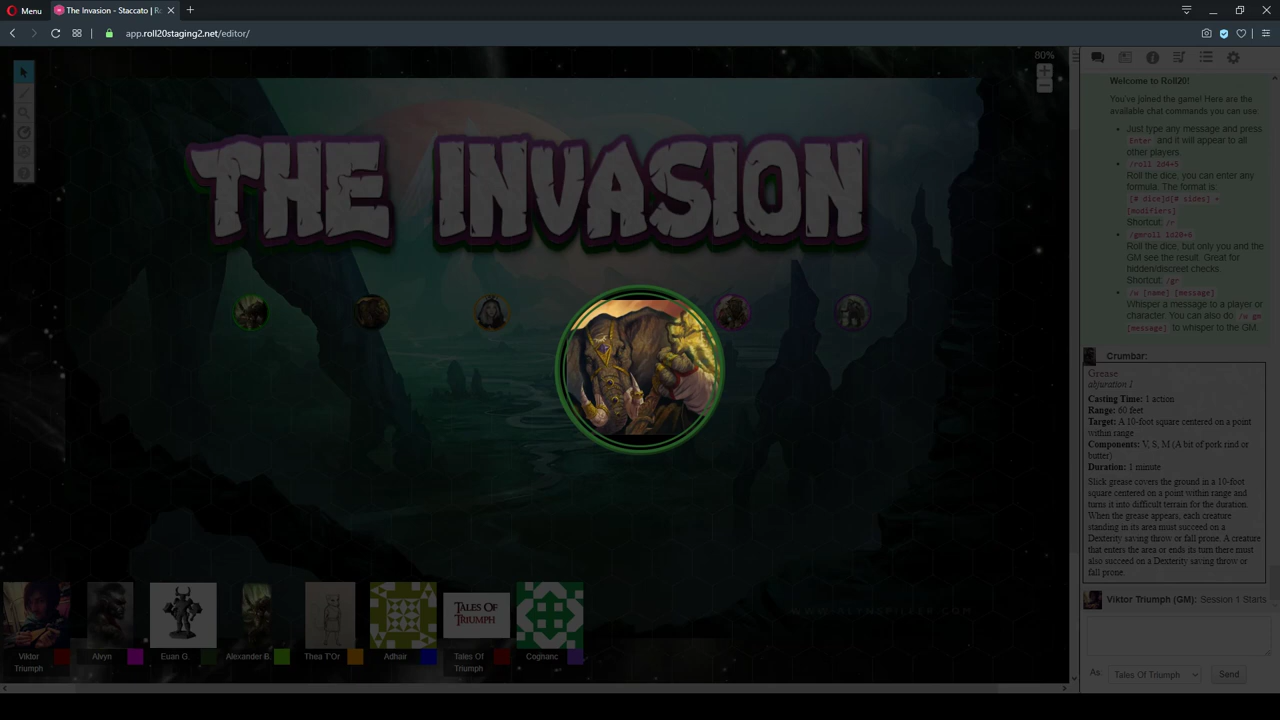 Menu
The Invasion - Staccato | Ro
app.roll20staging2.net/editor/
80%
THE INVASION
Welcome to Roll20!
You've joined the game! Here are the
available chat commands you can use.
Just type any message and press
Enter and it will appear to all
other players.
/roll 2d4+5
Roll the dice, you can enter any
formula. The format is:
[# dice]d[# sides] +
[modifiers]
Shortcut: /r
/gmroll 1d20+6
Roll the dice, but only you and the
GM see the result. Great for
hidden/discreet checks.
Shortcut: /gr
/w [name] [message]
Whisper a message to a player or
character. You can also do /w gm
[message] to whisper to the GM.
Crumbar:
Grease
abjuration 1
Casting Time: 1 action
Range: 60 feet
Target: A 10-foot square centered on a point
within range
Components: V, S, M (A bit of pork rind or
butter)
Duration: 1 minute
Slick grease covers the ground in a 10-foot
square centered on a point within range and
turns it into difficult terrain for the duration.
When the grease appears, each creature
standing in its area must succeed on a
Dexterity saving throw or fall prone. A creature
that enters the area or ends its turn there must
also succeed on a Dexterity saving throw or
fall prone.
Viktor Triumph (GM): Session 1 Starts
As: Tales Of Triumph Send
TALES OF
TRIUMPH
Viktor
Triumph
Alvyn
Euan G.
Alexander B.
Thea T'Or
Adhair
Tales Of
Triumph
Coghanc